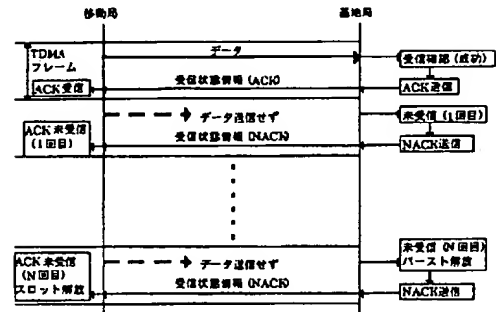 移動局
基地局
TDMA
フレーム
データ
受信確認(成功)
受信状態情報(ACK)
ACK受信
ACK送信
データ送信せず
未受信(1回目)
ACK未受信
(1回目)
受信状態情報(NACK)
NACK送信
ACK未受信
(N回目)
スロット解放
データ送信せず
未受信(N回目)
バースト解放
受信状態情報(NACK)
NACK送信